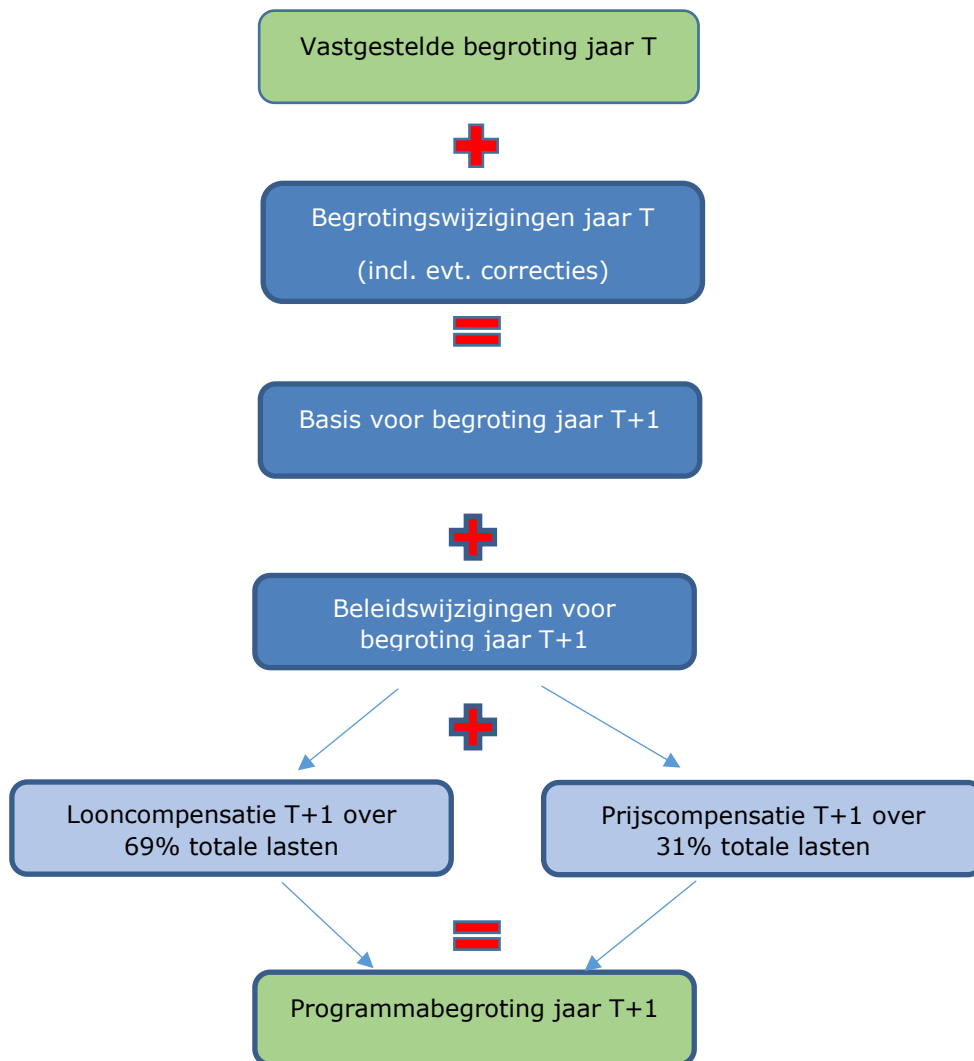 Vastgestelde begroting jaar T
Begrotingswijzigingen jaar T
(incl. evt. correcties)
Basis voor begroting jaar T+1
Beleidswijzigingen voor
begroting jaar T+1
Looncompensatie T+1 over
69% totale lasten
Prijscompensatie T+1 over
31% totale lasten
Programmabegroting jaar T+1